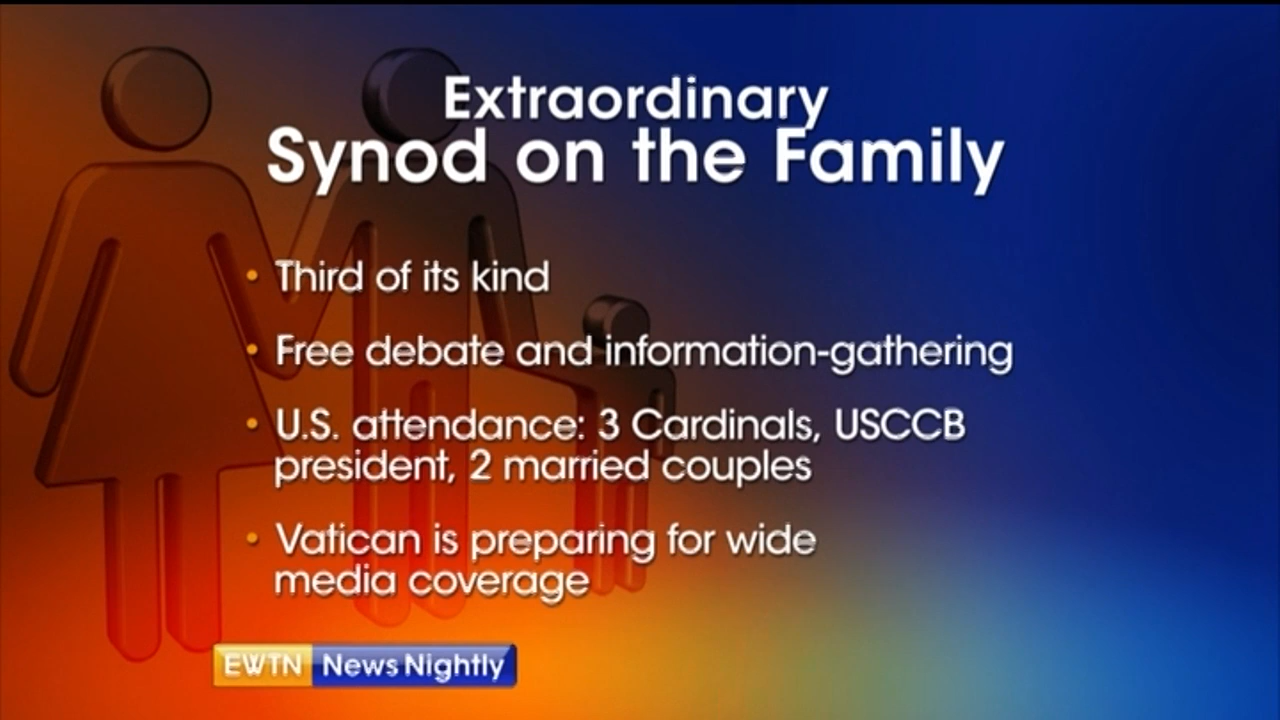 Extraordinary
Synod on the Family
• Third of its kind
• Free debate and information-gathering
• U.S. attendance: 3 Cardinals, USCCB
president, 2 married couples
• Vatican is preparing for wide
media coverage
EWTN News Nightly